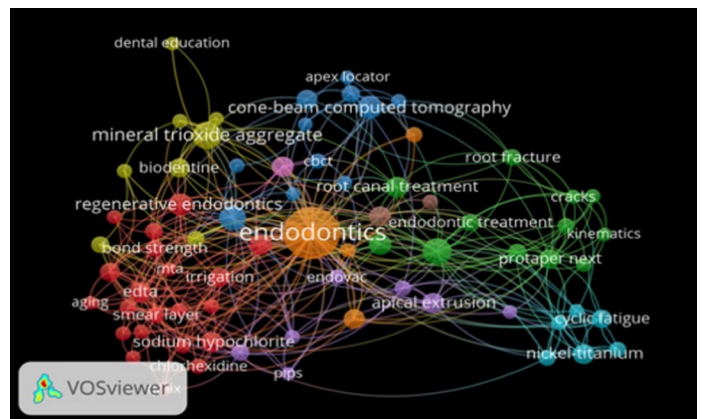 dental education
apex locator
cone-beam computed tomography
mineral trioxide aggregate
cbct
root fracture
biodentine
root canal treatment
cracks
regenerative endodontics
endodontic treatment
endodontics
kinematics
bond strength
protaper next
mta
irrigation
endovac
edta
aging
apical extrusion
smear layer
cyclic fatigue
sodium hypochlorite
nickel-titanium
chlorhexidine
pips
VOSviewer